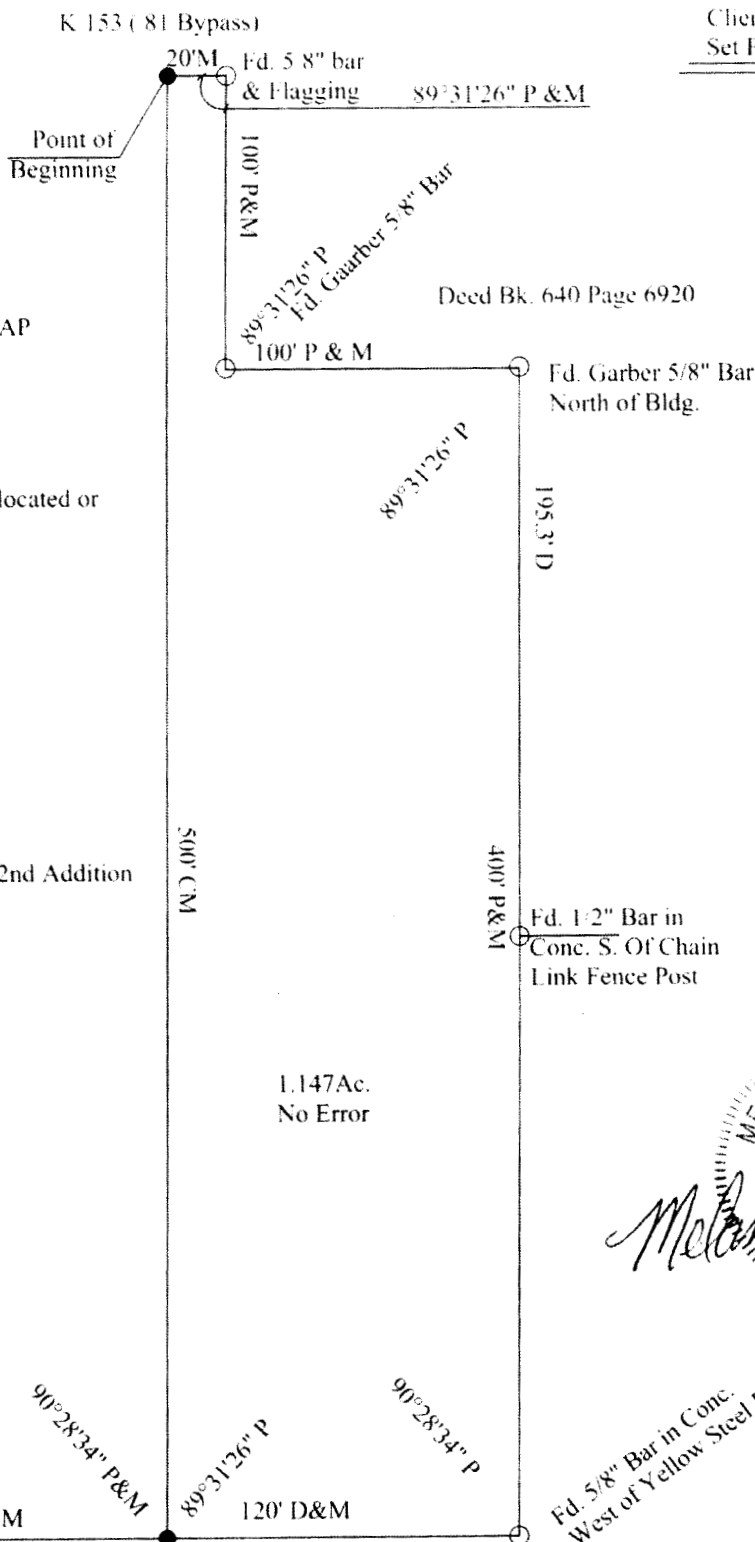 K 153 ( 81 Bypass)
Clien
Set
20'M
Fd. 5 8" bar
& Flagging
89°31'26" P &M
Point of
Beginning
100' P&M
89°31'26" P
Fd. Gaarber 5/8" Bar
Deed Bk. 640 Page 6920
AP
100' P & M
Fd. Garber 5/8" Bar
North of Bldg.
89°31'26" P
located or
195.3' D
500' CM
2nd Addition
400' P&M
Fd. 1/2" Bar in
Conc. S. Of Chain
Link Fence Post
1.147Ac.
No Error
ME
90°28'34" P&M
89°31'26" P
90°28'34" P
Fd. 5/8" Bar in Conc.
West of Yellow Steel
M
120' D&M